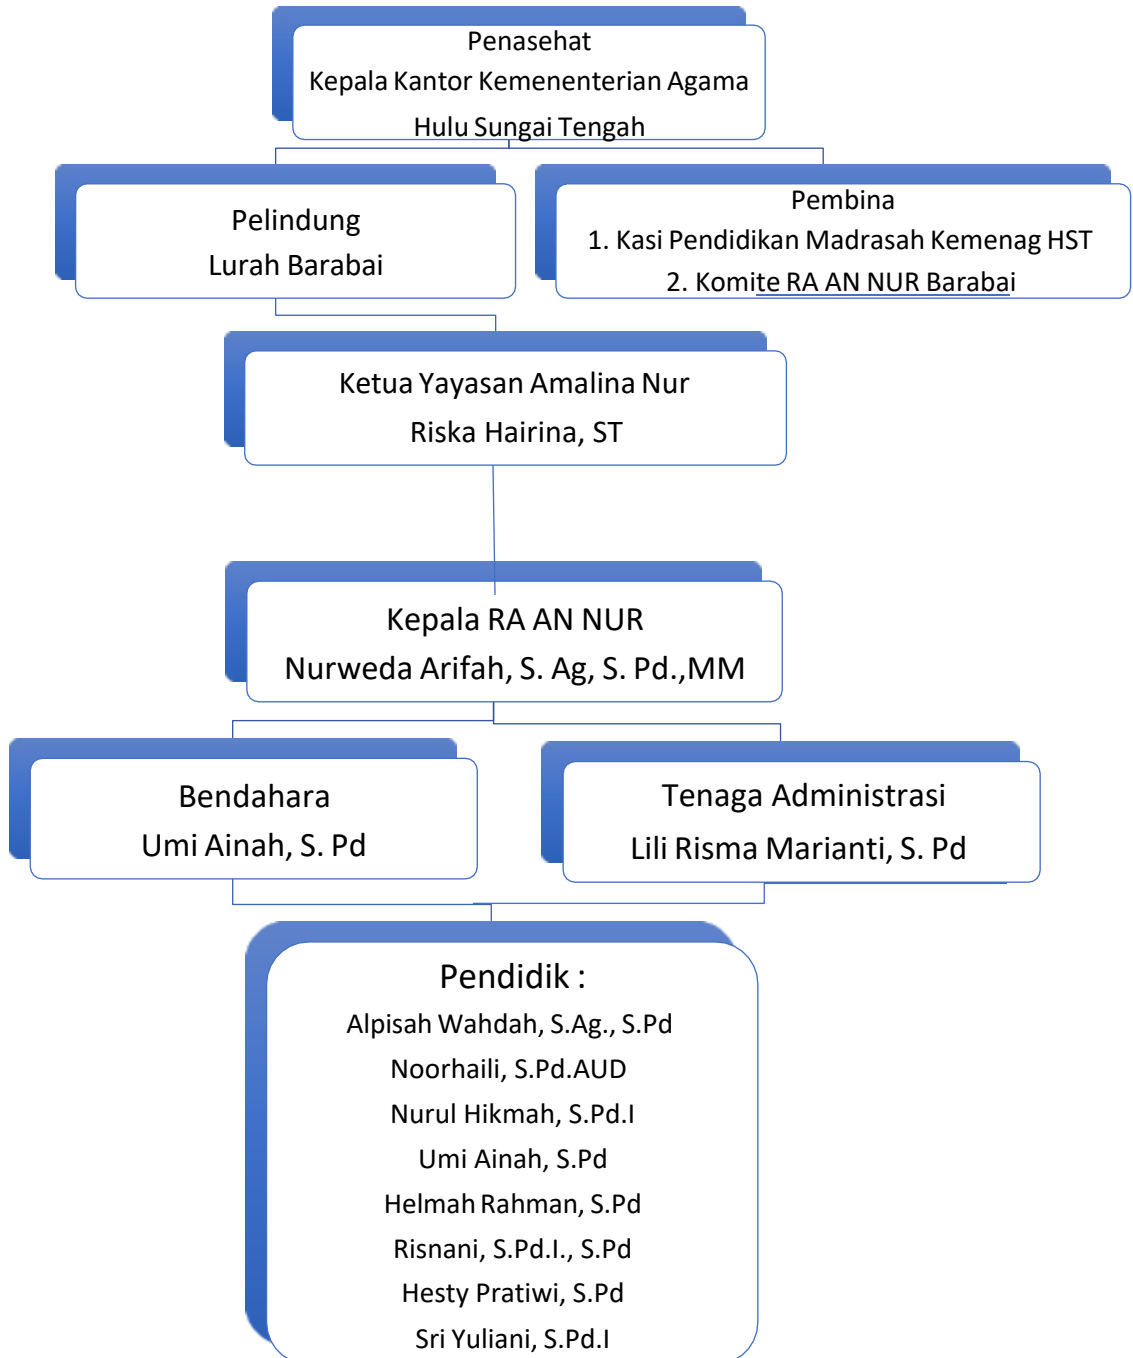 Penasehat
Kepala Kantor Kemenenterian Agama
Hulu Sungai Tengah
Pelindung
Lurah Barabai
Pembina
1. Kasi Pendidikan Madrasah Kemenag HST
2. Komite RA AN NUR Barabai
Ketua Yayasan Amalina Nur
Riska Hairina, ST
Kepala RA AN NUR
Nurweda Arifah, S. Ag, S. Pd.,MM
Bendahara
Umi Ainah, S. Pd
Tenaga Administrasi
Lili Risma Marianti, S. Pd
Pendidik :
Alpisah Wahdah, S.Ag., S.Pd
Noorhaili, S.Pd.AUD
Nurul Hikmah, S.Pd.I
Umi Ainah, S.Pd
Helmah Rahman, S.Pd
Risnani, S.Pd.I., S.Pd
Hesty Pratiwi, S.Pd
Sri Yuliani, S.Pd.I